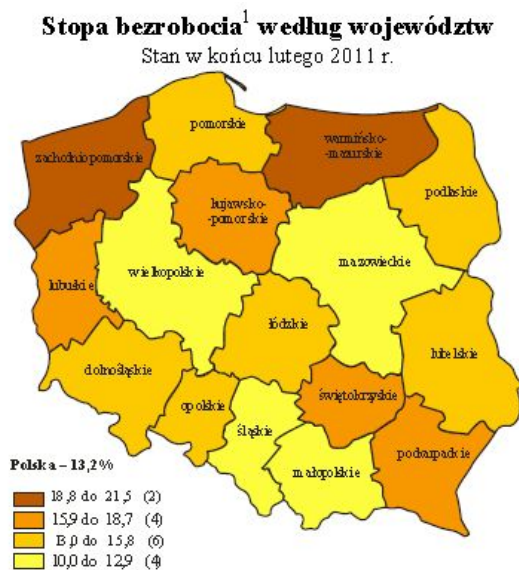 Stopa bezrobocia¹ według województw
Stan w końcu lutego 2011 r.
pomorskie
warmińsko-
-mazurskie
zachodniopomorskie
podlaskie
kujawsko-
-pomorskie
wielkopolskie
mazowieckie
lubuskie
łódzkie
lubelskie
dolnośląskie
opolskie
świętokrzyskie
śląskie
podkarpackie
małopolskie
Polska – 13,2%
18,8 do 21,5 (2)
15,9 do 18,7 (4)
13,0 do 15,8 (6)
10,0 do 12,9 (4)